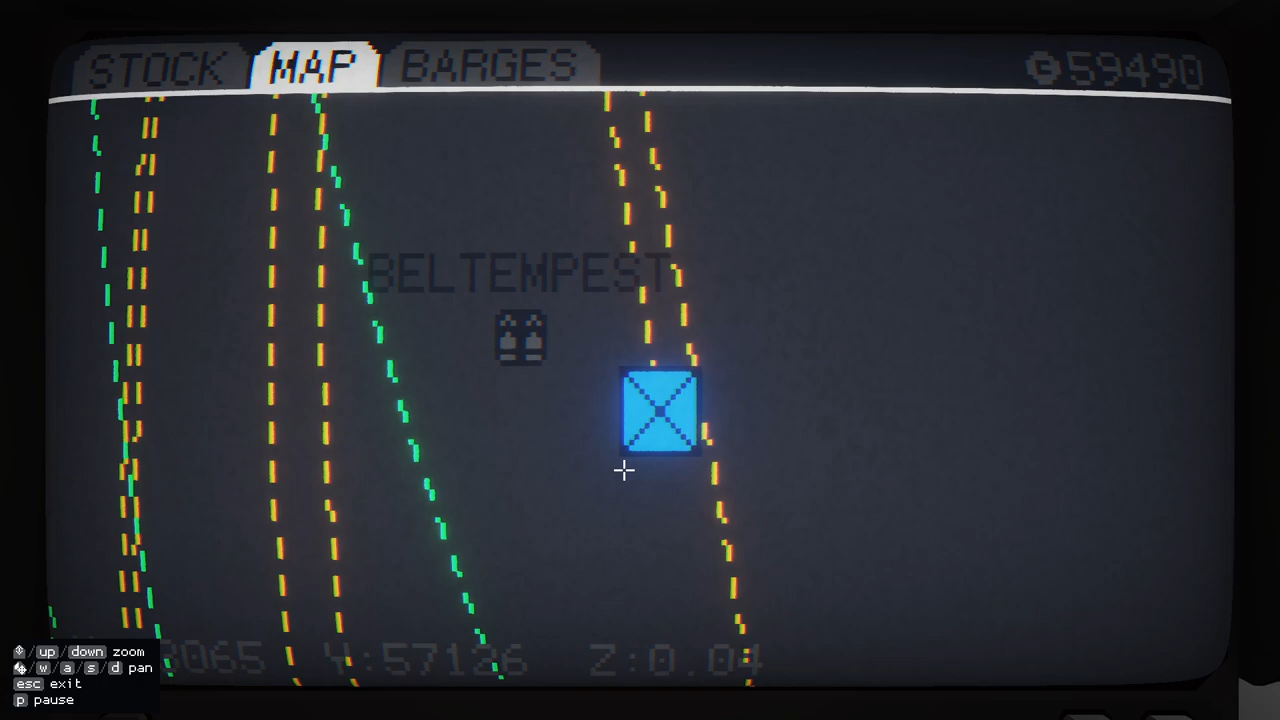 STOCK MAP BARGES 59490
BELTEMPEST
Y:57126 Z:0.04
/up/down zoom
/w/a/s/d pan
esc exit
p pause